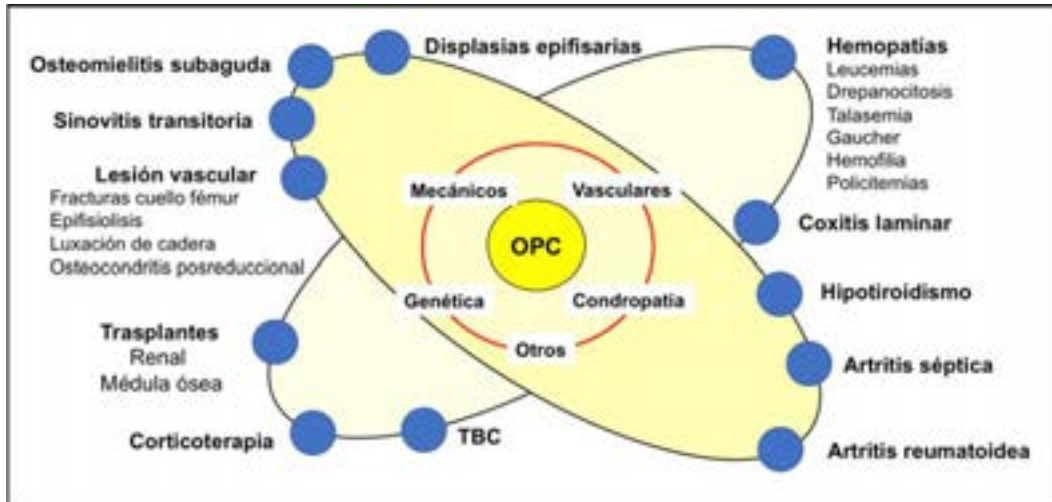 Displasias epifisarias
Osteomielitis subaguda
Sinovitis transitoria
Lesión vascular
Fracturas cuello fémur
Epifisiolisis
Luxación de cadera
Osteocondritis posreduccional
Trasplantes
Renal
Médula ósea
Corticoterapia
TBC
Mecánicos
Vasculares
OPC
Genética
Condropatia
Otros
Hemopatías
Leucemias
Drepanocitosis
Talasemia
Gaucher
Hemofilia
Policitemias
Coxitis laminar
Hipotiroidismo
Artritis séptica
Artritis reumatoidea